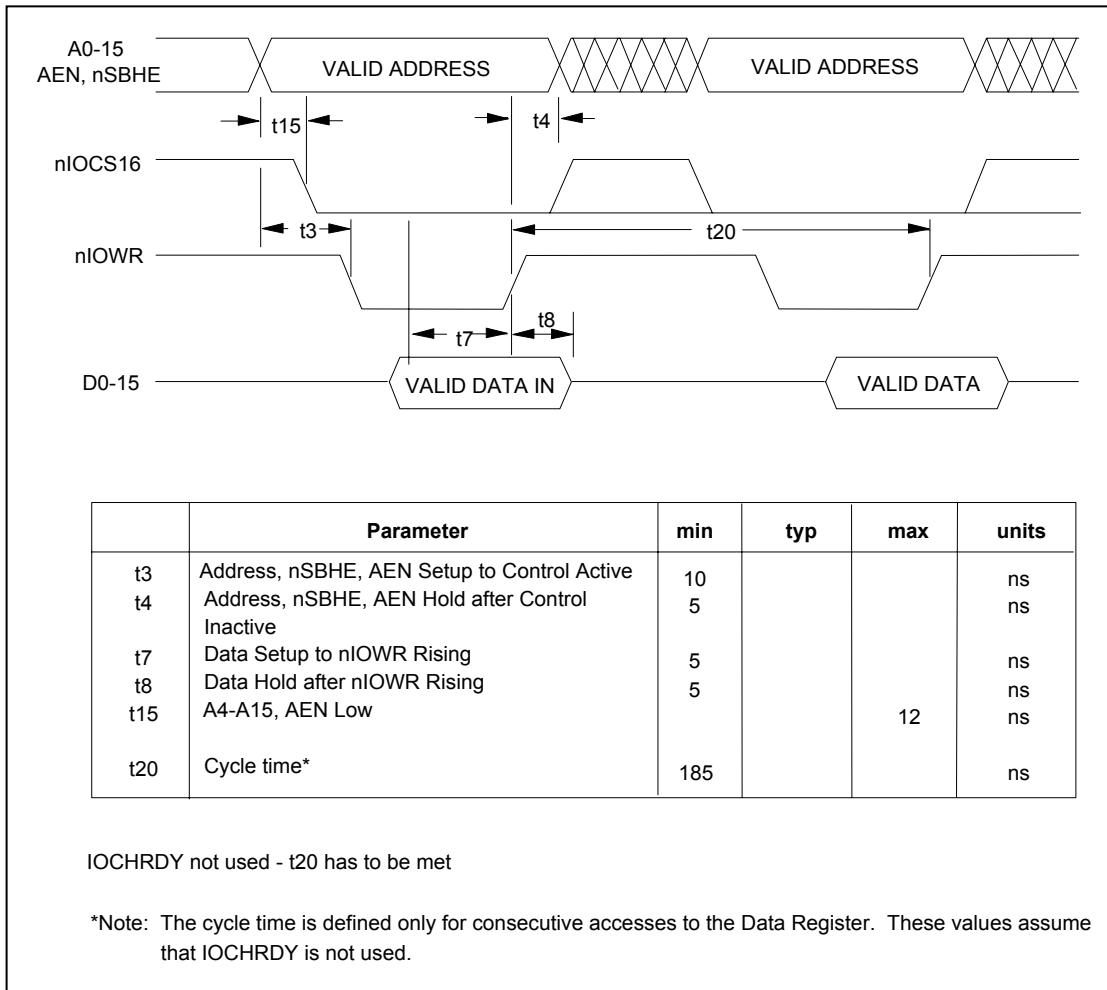 A0-15
AEN, nSBHE
VALID ADDRESS
VALID ADDRESS
t15
t4
nIOCS16
t3
t20
nIOWR
t7
t8
D0-15
VALID DATA IN
VALID DATA
Parameter min typ max units
t3 Address, nSBHE, AEN Setup to Control Active 10 ns
t4 Address, nSBHE, AEN Hold after Control 5 ns
Inactive
t7 Data Setup to nIOWR Rising 5 ns
t8 Data Hold after nIOWR Rising 5 ns
t15 A4-A15, AEN Low 12 ns
t20 Cycle time* 185 ns
IOCHRDY not used - t20 has to be met
*Note: The cycle time is defined only for consecutive accesses to the Data Register. These values assume
that IOCHRDY is not used.